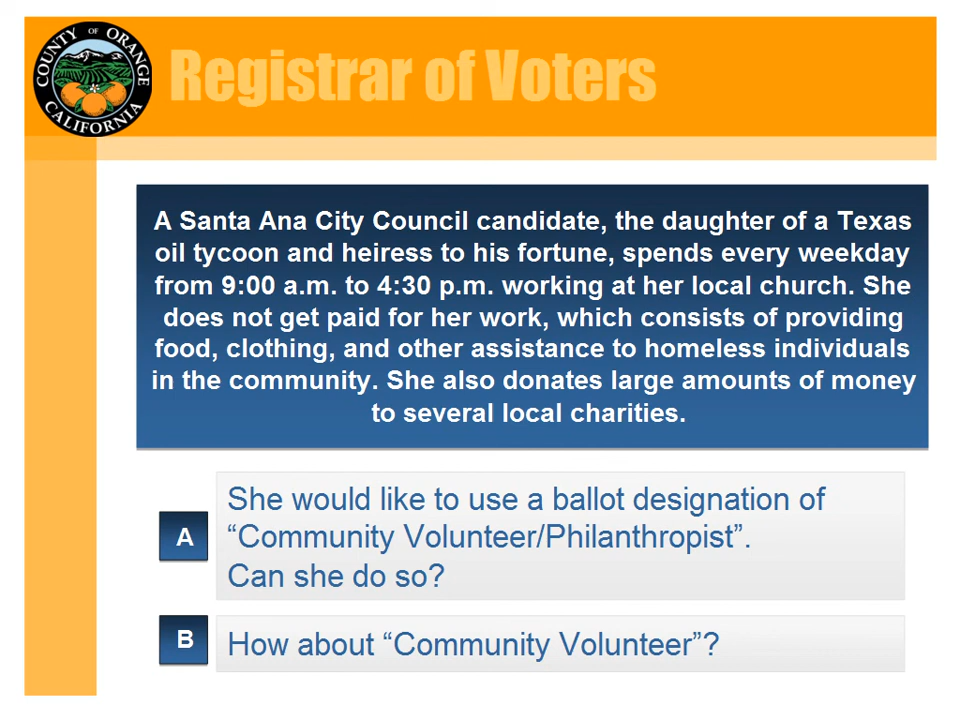 COUNTY OF ORANGE
CALIFORNIA
Registrar of Voters
A Santa Ana City Council candidate, the daughter of a Texas
oil tycoon and heiress to his fortune, spends every weekday
from 9:00 a.m. to 4:30 p.m. working at her local church. She
does not get paid for her work, which consists of providing
food, clothing, and other assistance to homeless individuals
in the community. She also donates large amounts of money
to several local charities.
A
She would like to use a ballot designation of
“Community Volunteer/Philanthropist”.
Can she do so?
B
How about “Community Volunteer”?